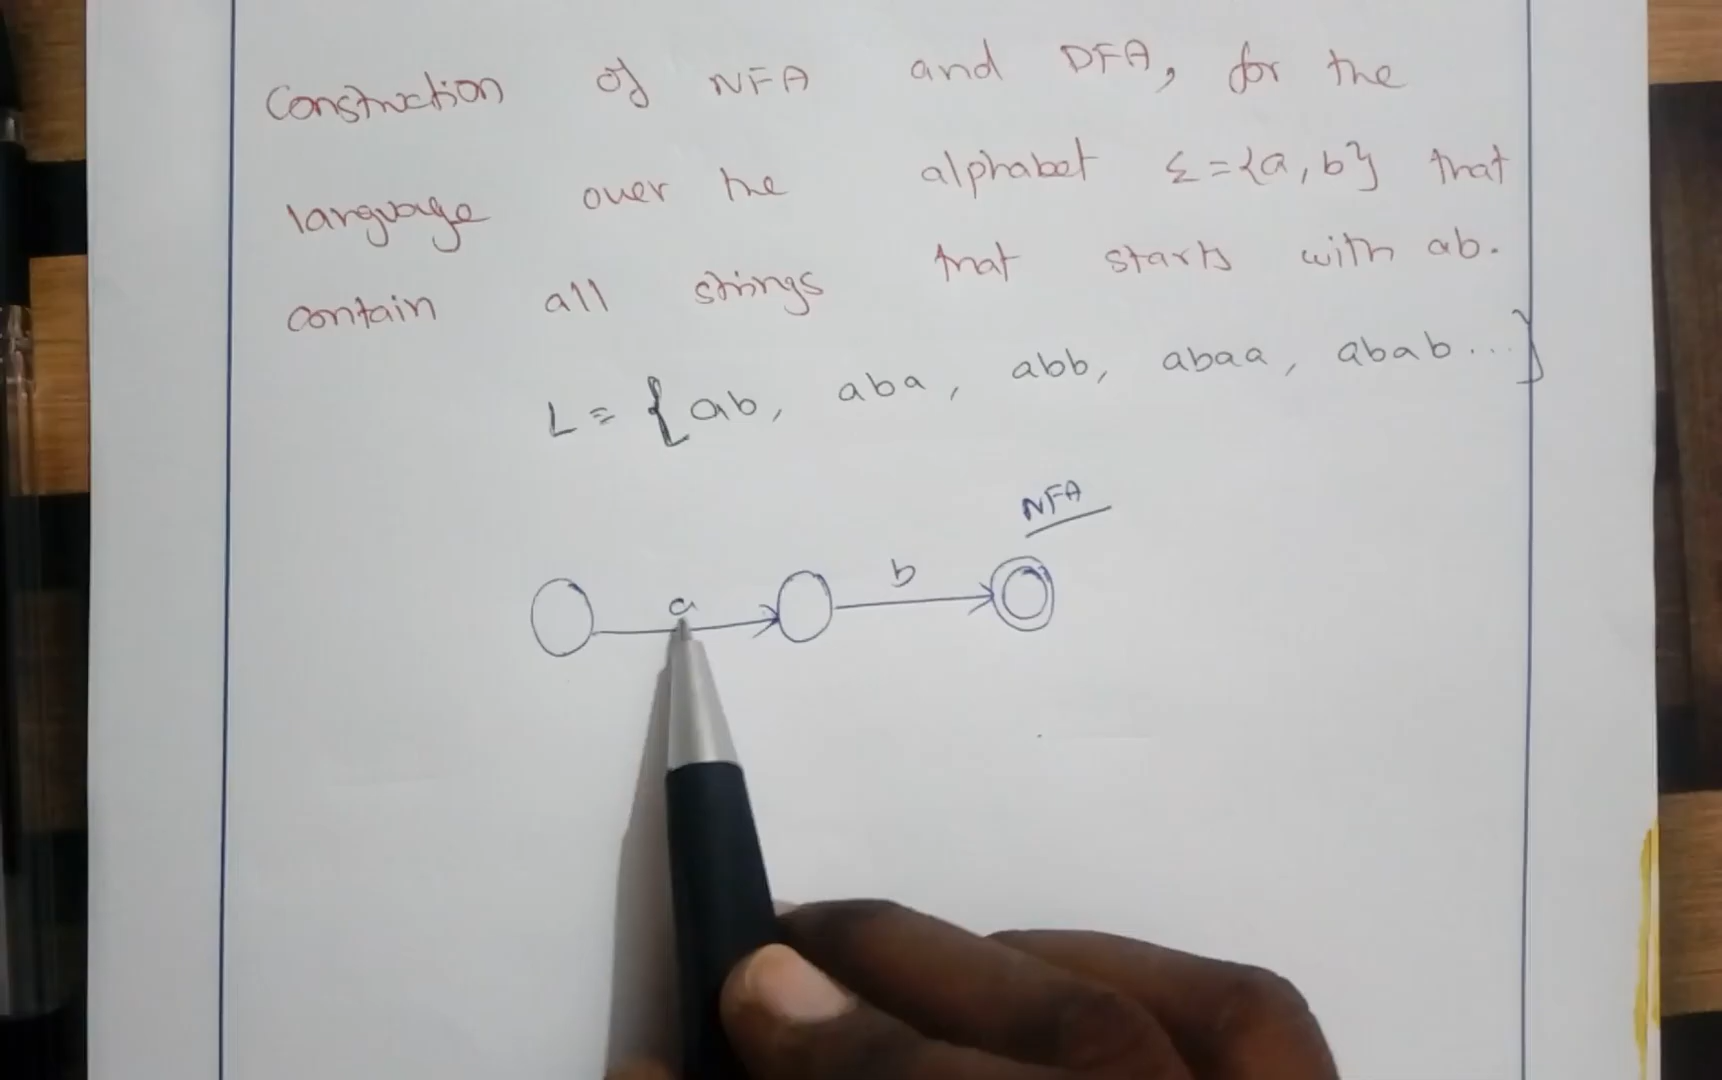 Construction of NFA and DFA, for the
language over the alphabet Σ={a, b} that
contain all strings that starts with ab.
L = {ab, aba, abb, abaa, abab...}
NFA
a b